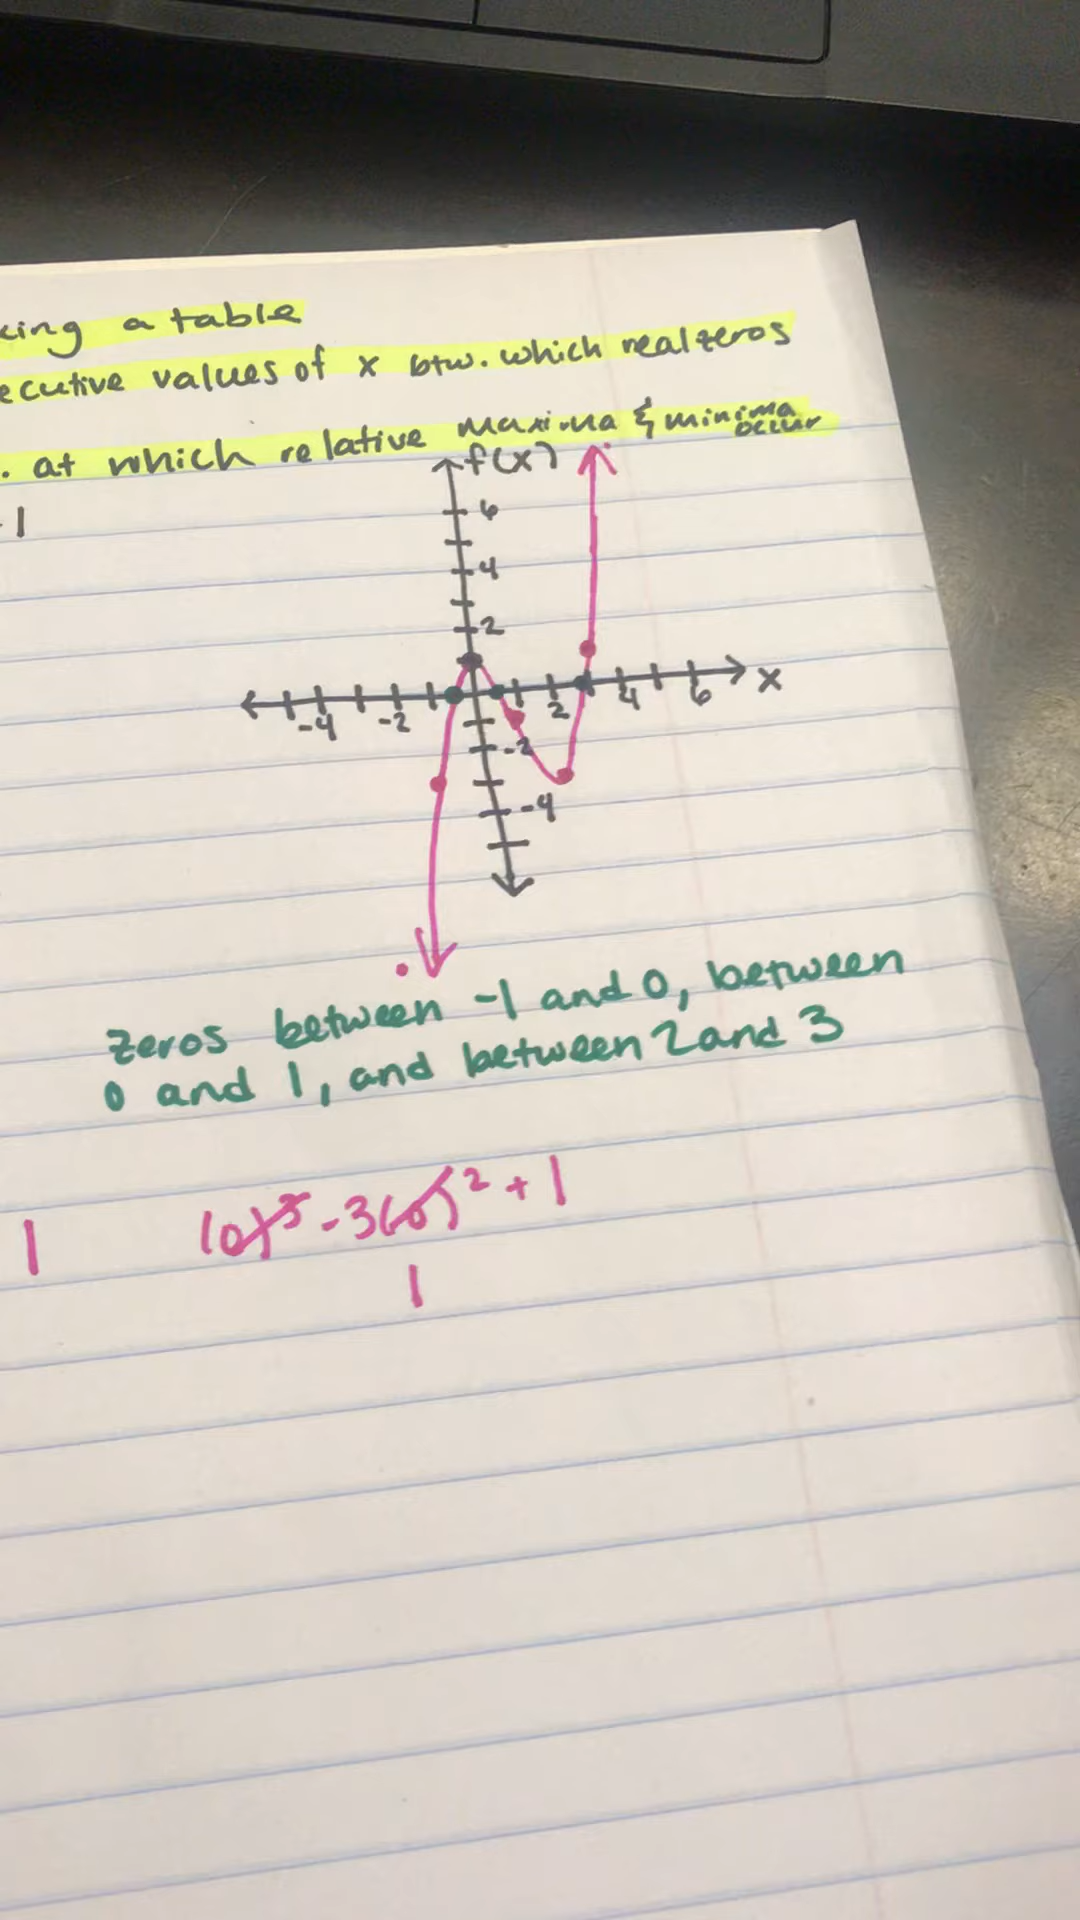 king a table
ecutive values of x btw. which real zeros
. at which relative maxima & minima
occur
-1
f(x)
6
4
2
x
-4
-2
2
4
6
-2
-4
Zeros between -1 and 0, between
0 and 1, and between 2 and 3
1
(0)³-3(0)²+1
1